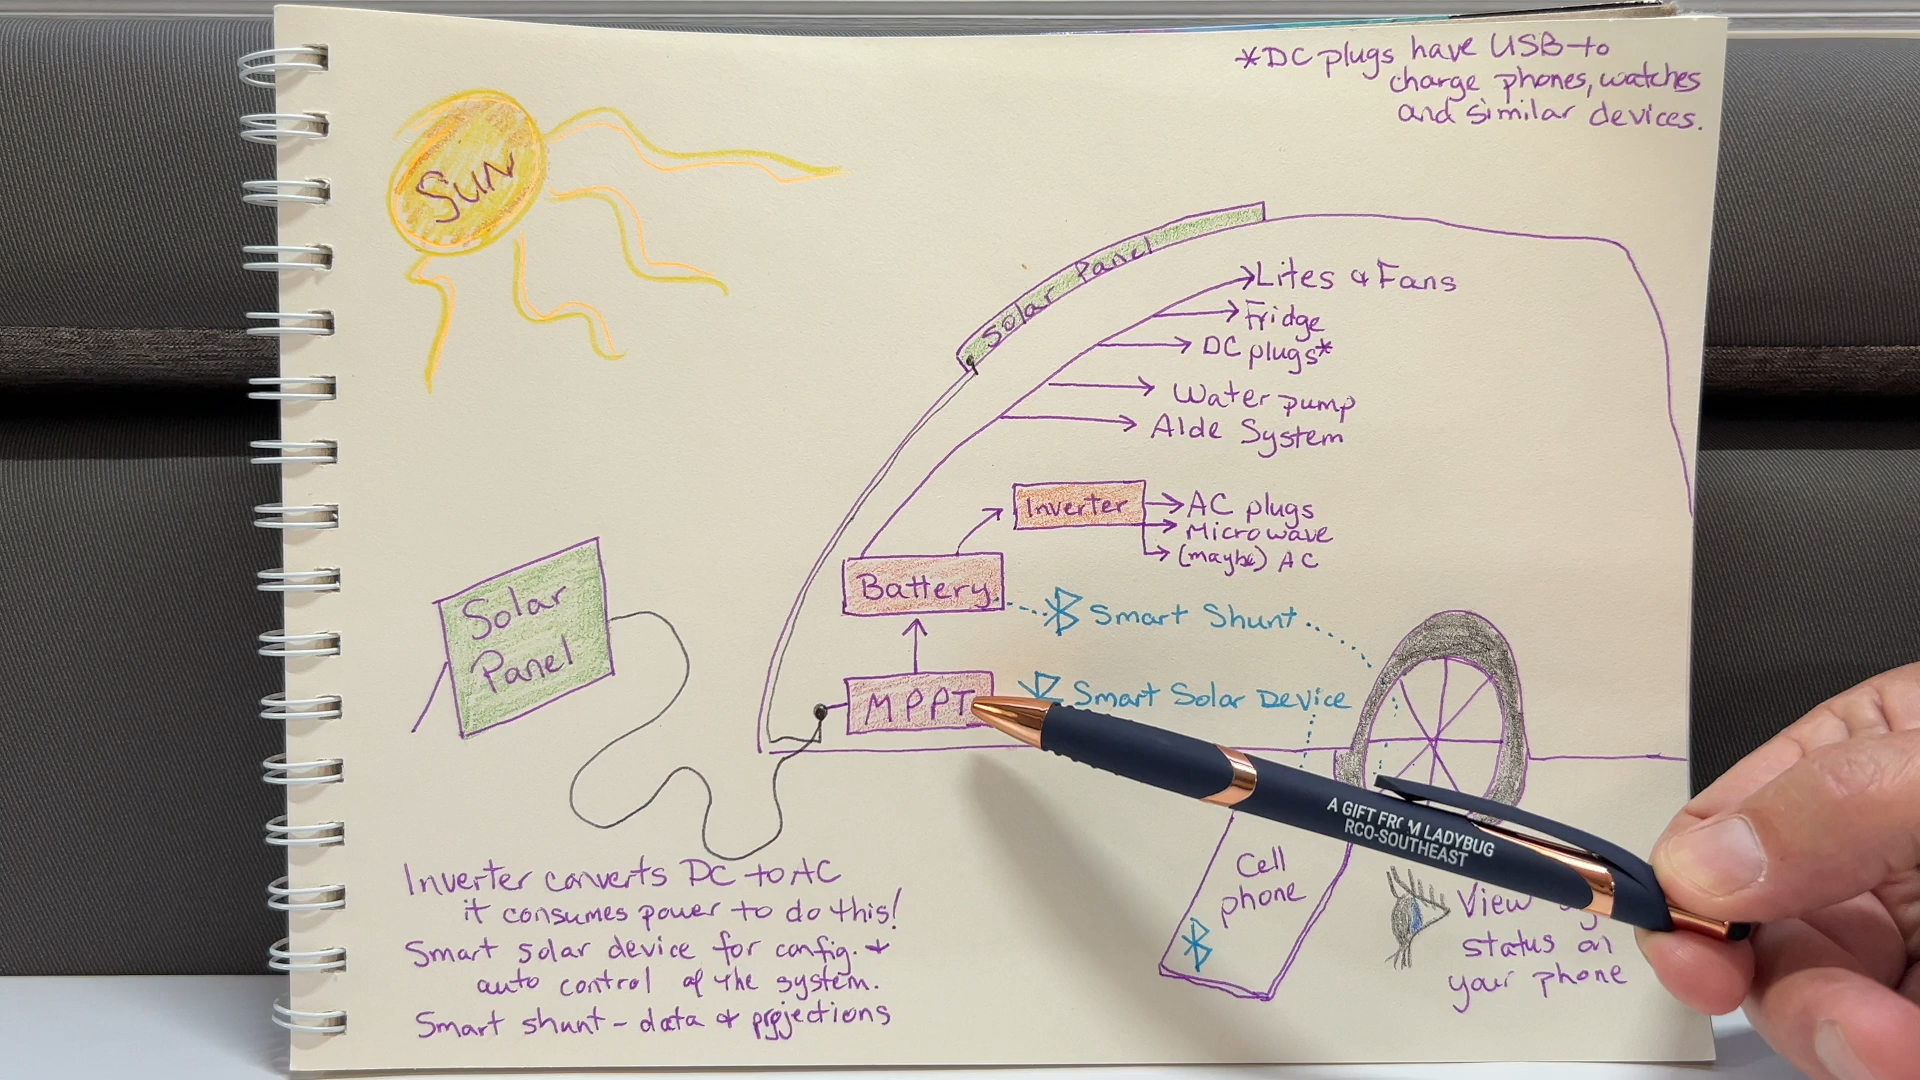 *DC plugs have USB to
charge phones, watches
and similar devices.
Sun
Solar Panel
Lites & Fans
Fridge
DC plugs*
Water pump
Alde System
Inverter
AC plugs
Microwave
(maybe) AC
Battery
Smart Shunt
Solar
Panel
MPPT
Smart Solar Device
A GIFT FROM LADYBUG
RCO-SOUTHEAST
Cell
phone
View
status on
your phone
Inverter converts DC to AC
it consumes power to do this!
Smart solar device for config. +
auto control of the system.
Smart shunt - data & projections